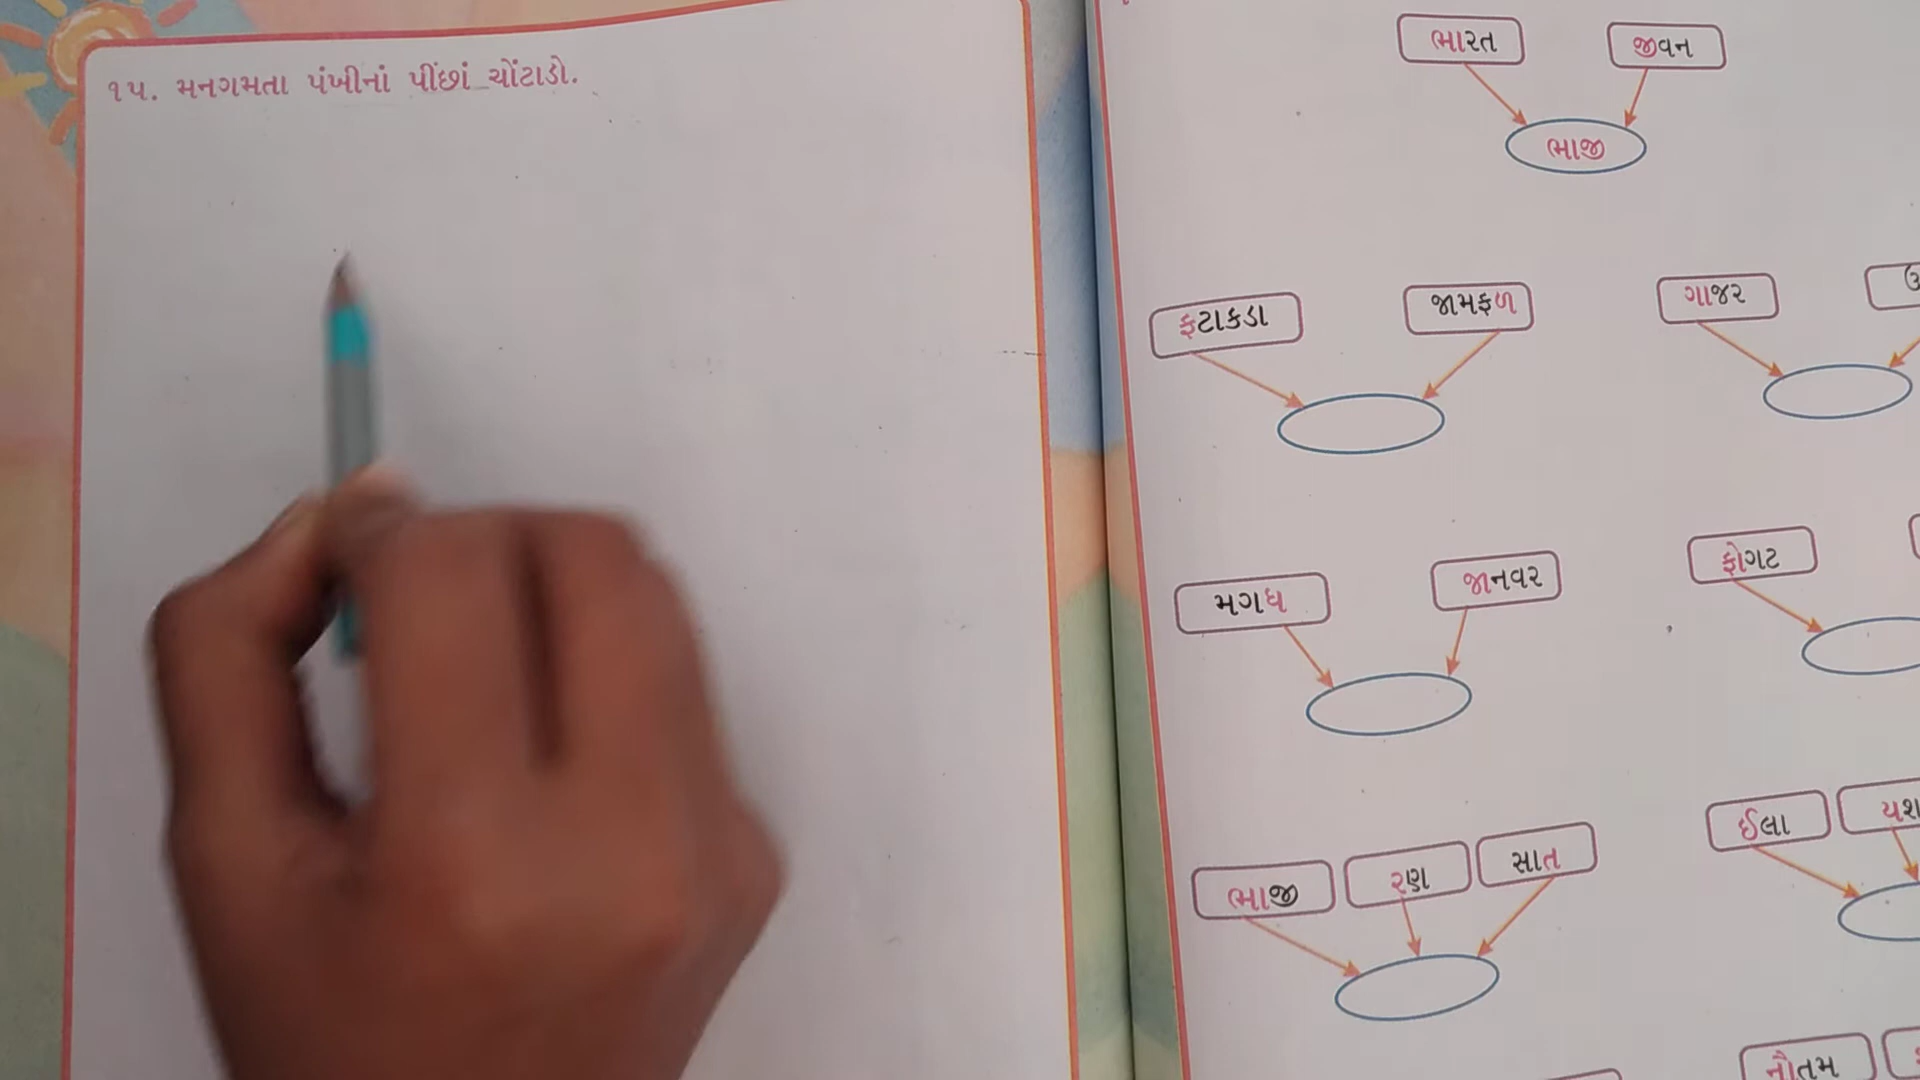 ૧૫. મનગમતા પંખીનાં પીંછાં ચોંટાડો.
ભારત જીવન
ભાજી
ફટાકડા જામફળ ગાજર
મગધ જાનવર ફોગટ
ભાજી રણ સાત ઈલા
નૌતમ